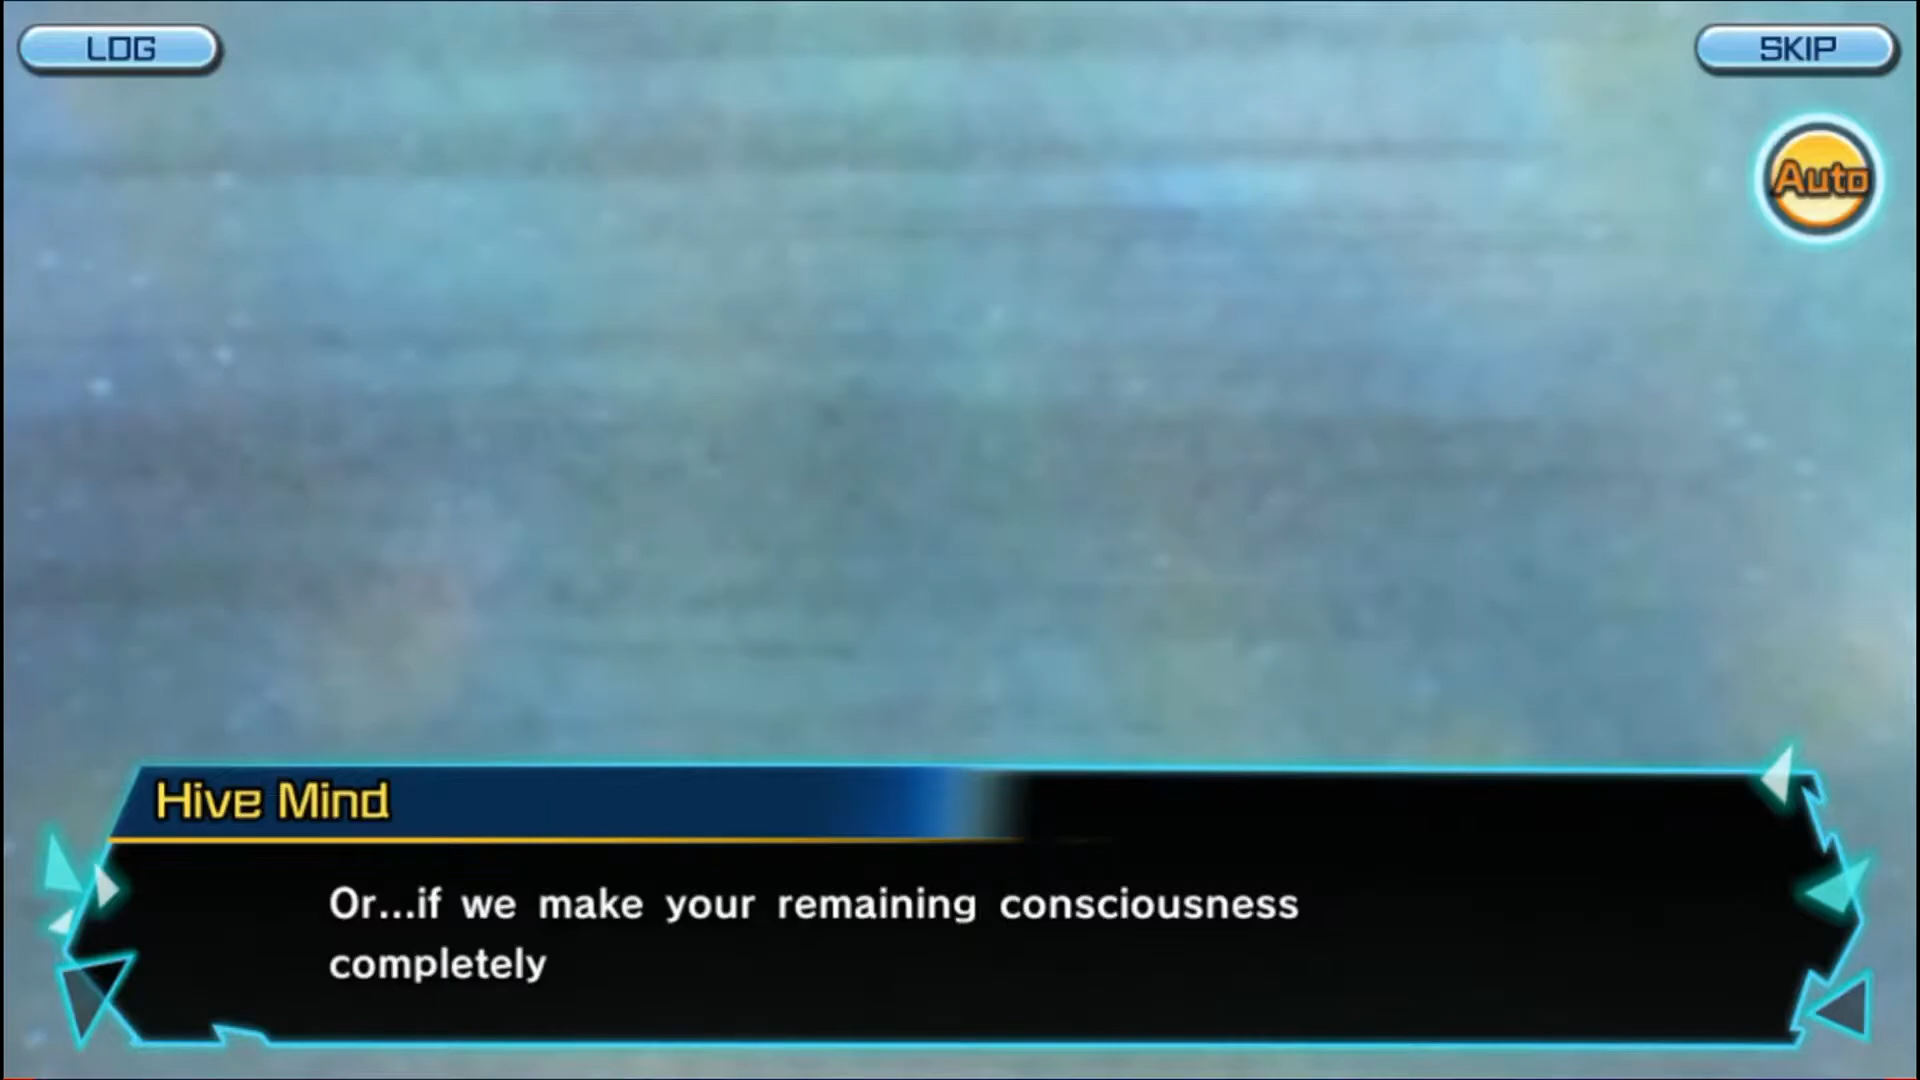 LOG
SKIP
Auto
Hive Mind
Or...if we make your remaining consciousness
completely